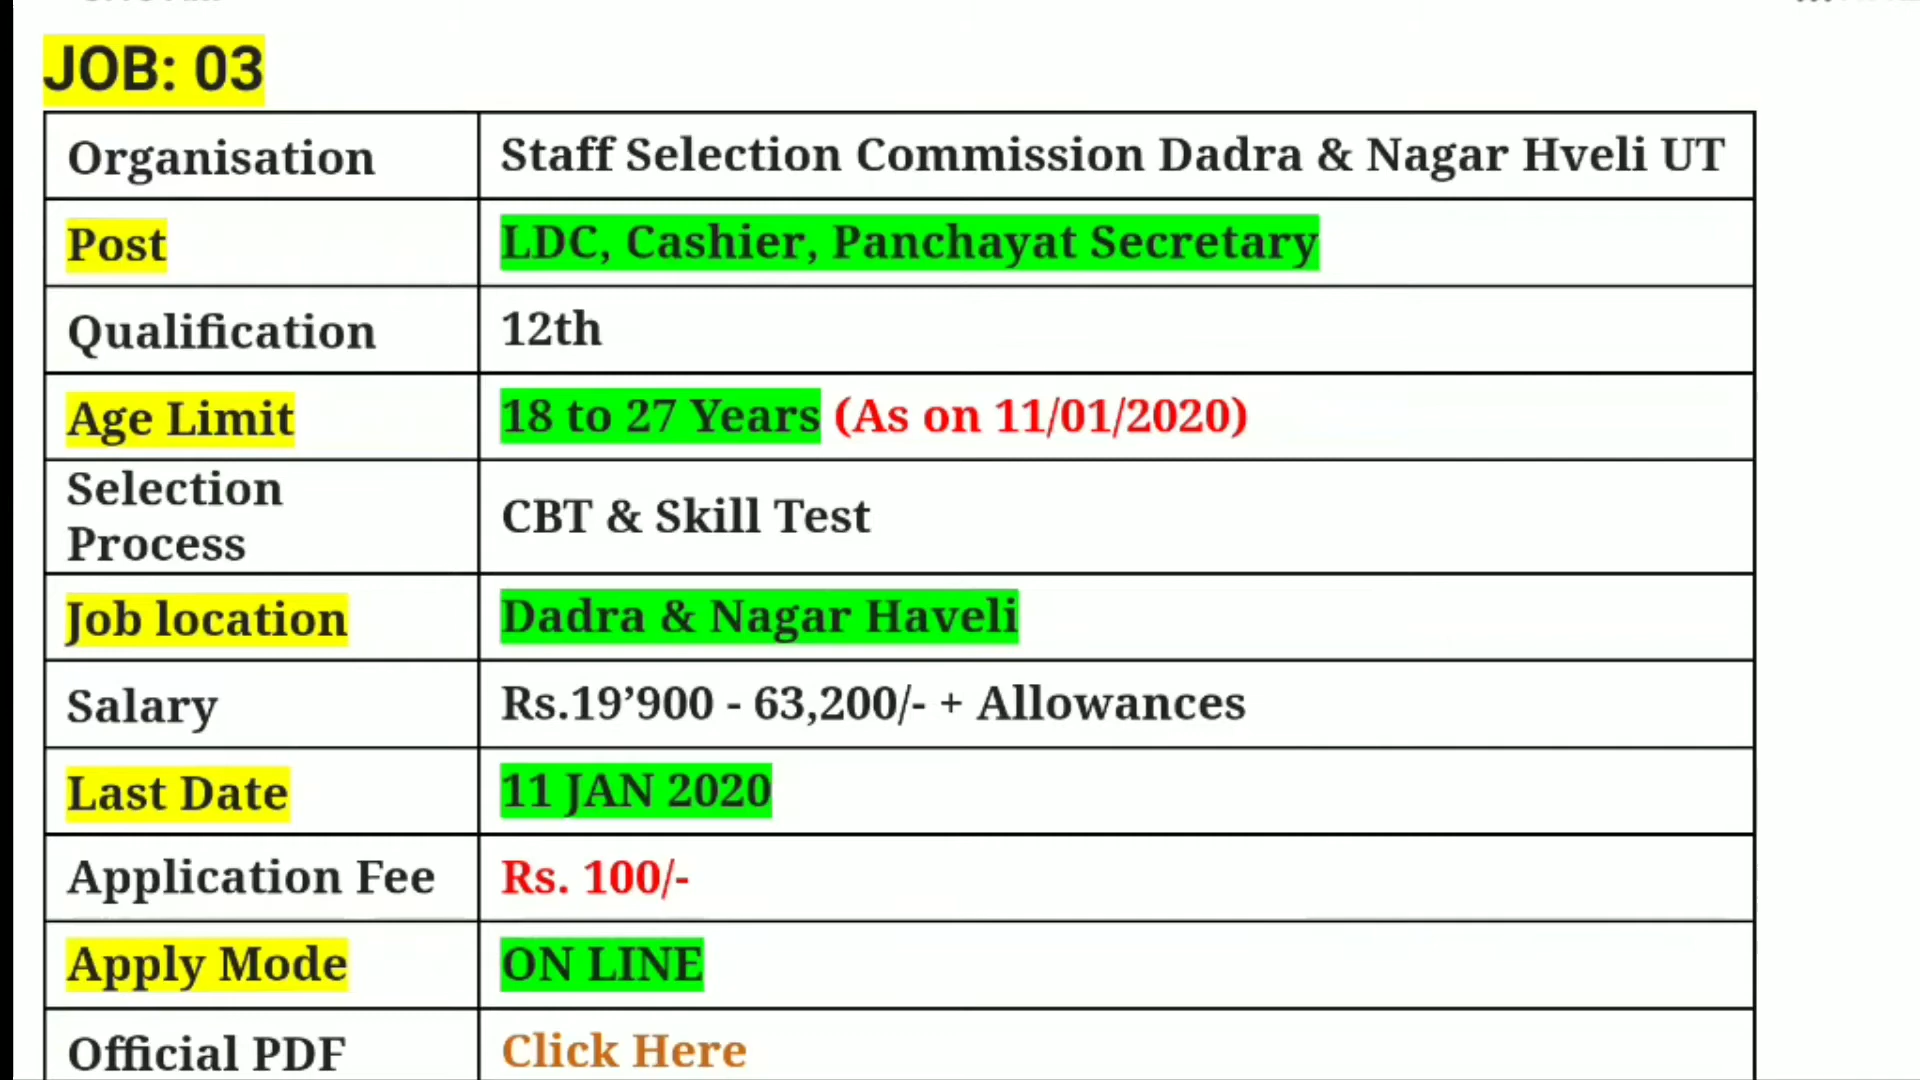 JOB: 03
Organisation Staff Selection Commission Dadra & Nagar Hveli UT
Post LDC, Cashier, Panchayat Secretary
Qualification 12th
Age Limit 18 to 27 Years (As on 11/01/2020)
Selection
Process
CBT & Skill Test
Job location Dadra & Nagar Haveli
Salary Rs.19’900 - 63,200/- + Allowances
Last Date 11 JAN 2020
Application Fee Rs. 100/-
Apply Mode ON LINE
Official PDF Click Here